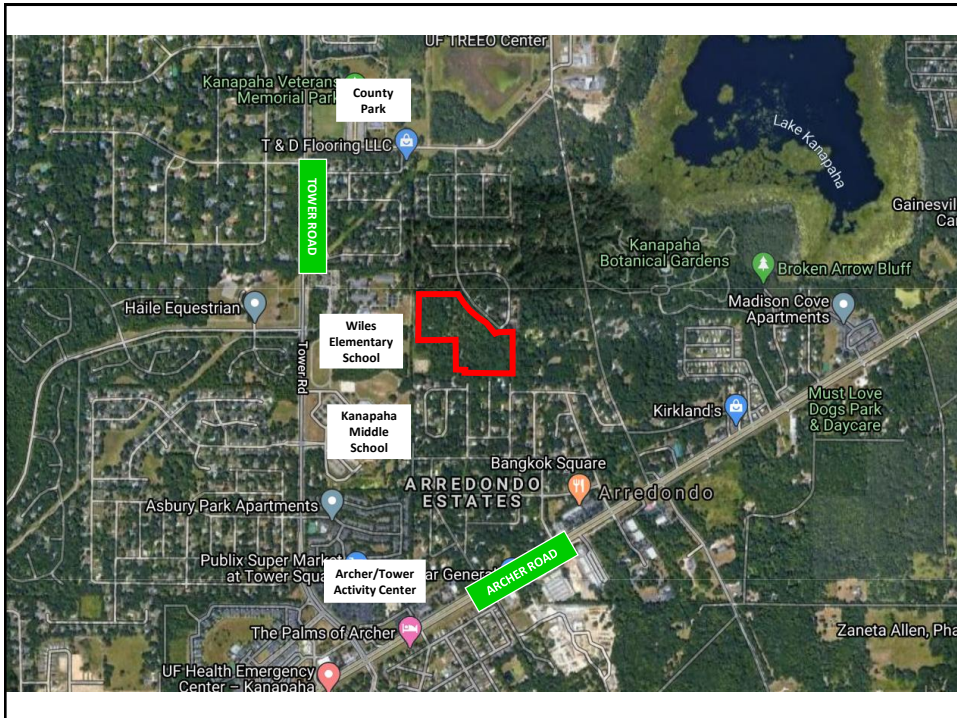 UF TREEO Center
Kanapaha Veterans
Memorial Park
County
Park
T & D Flooring LLC
Lake Kanapaha
TOWER ROAD
Gainesvil
Ca
Kanapaha
Botanical Gardens
Broken Arrow Bluff
Haile Equestrian
Madison Cove
Apartments
Wiles
Elementary
School
Tower Rd
Must Love
Dogs Park
& Daycare
Kirkland's
Kanapaha
Middle
School
Bangkok Square
ARREDONDO
ESTATES
Arredondo
Asbury Park Apartments
Publix Super Market
at Tower Squa
Archer/Tower
Activity Center
ar General
ARCHER ROAD
The Palms of Archer
Zaneta Allen, Pha
UF Health Emergency
Center – Kanapaha